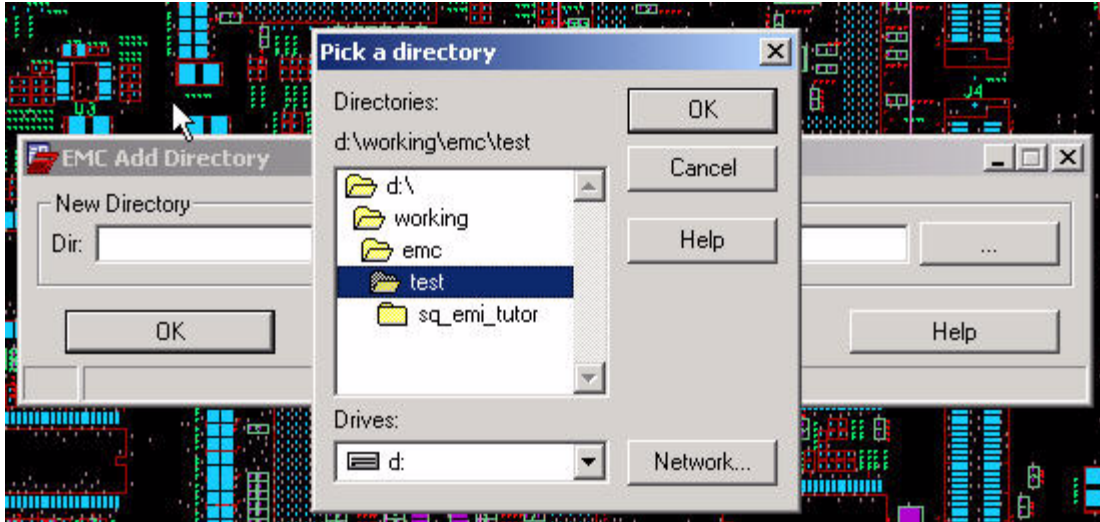 U3
J4
Pick a directory
Directories:
d:\working\emc\test
d:\
working
emc
test
sq_emi_tutor
Drives:
d:
OK
Cancel
Help
Network...
EMC Add Directory
New Directory
Dir:
...
OK
Help